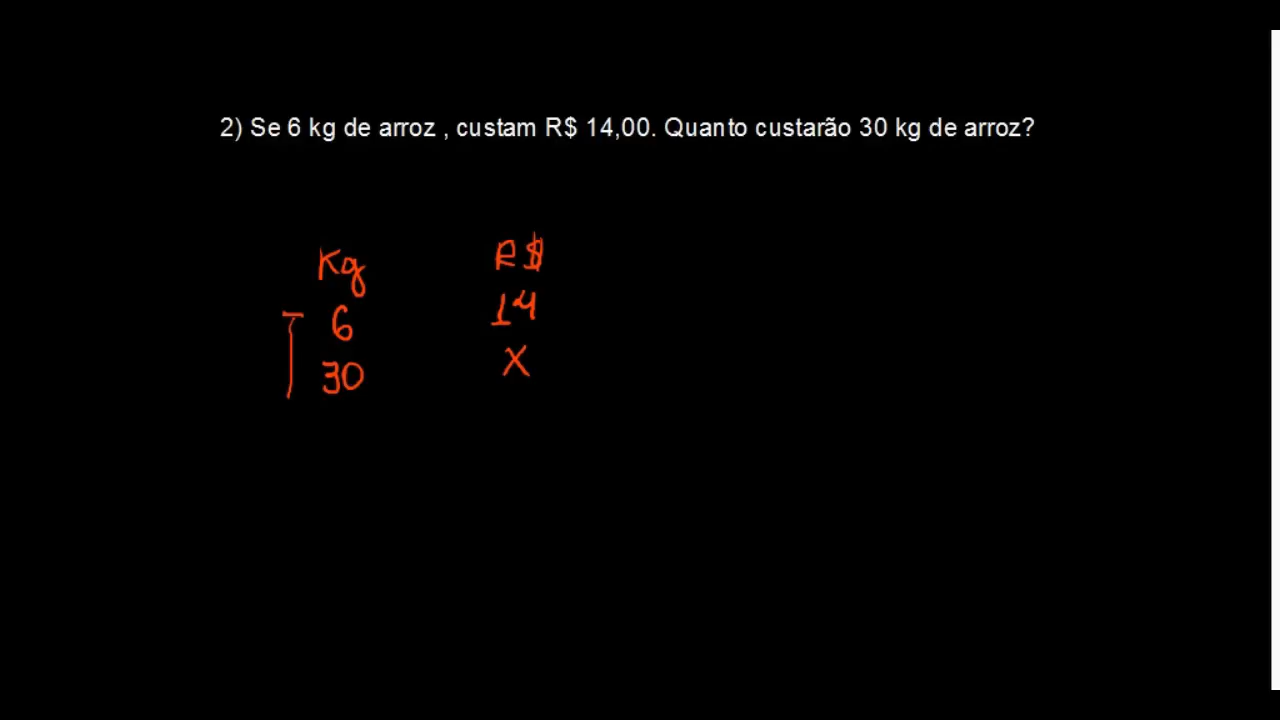 2) Se 6 kg de arroz , custam R$ 14,00. Quanto custarão 30 kg de arroz?
Kg R$
6 14
30 X